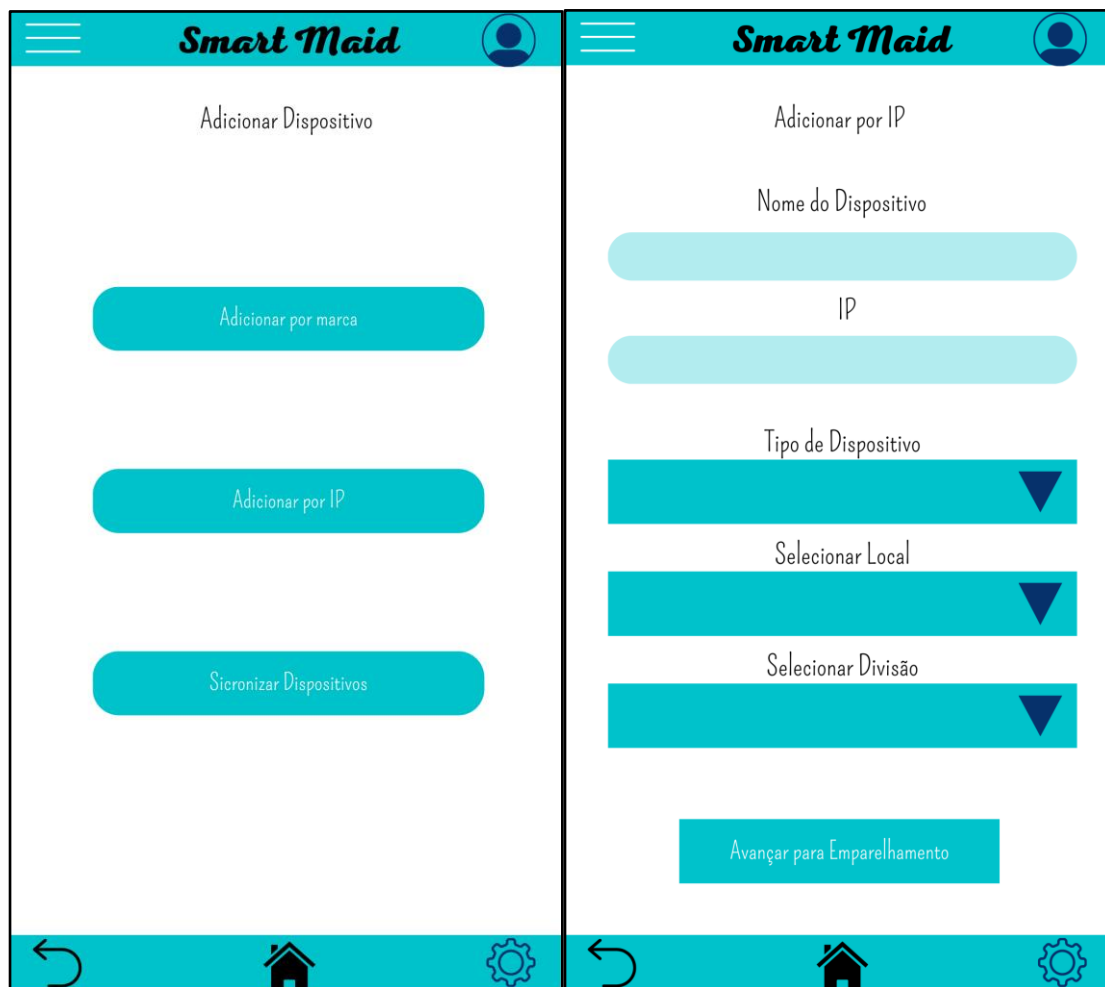 Smart Maid
Adicionar Dispositivo
Adicionar por marca
Adicionar por IP
Sicronizar Dispositivos
Smart Maid
Adicionar por IP
Nome do Dispositivo
IP
Tipo de Dispositivo
Selecionar Local
Selecionar Divisão
Avançar para Emparelhamento